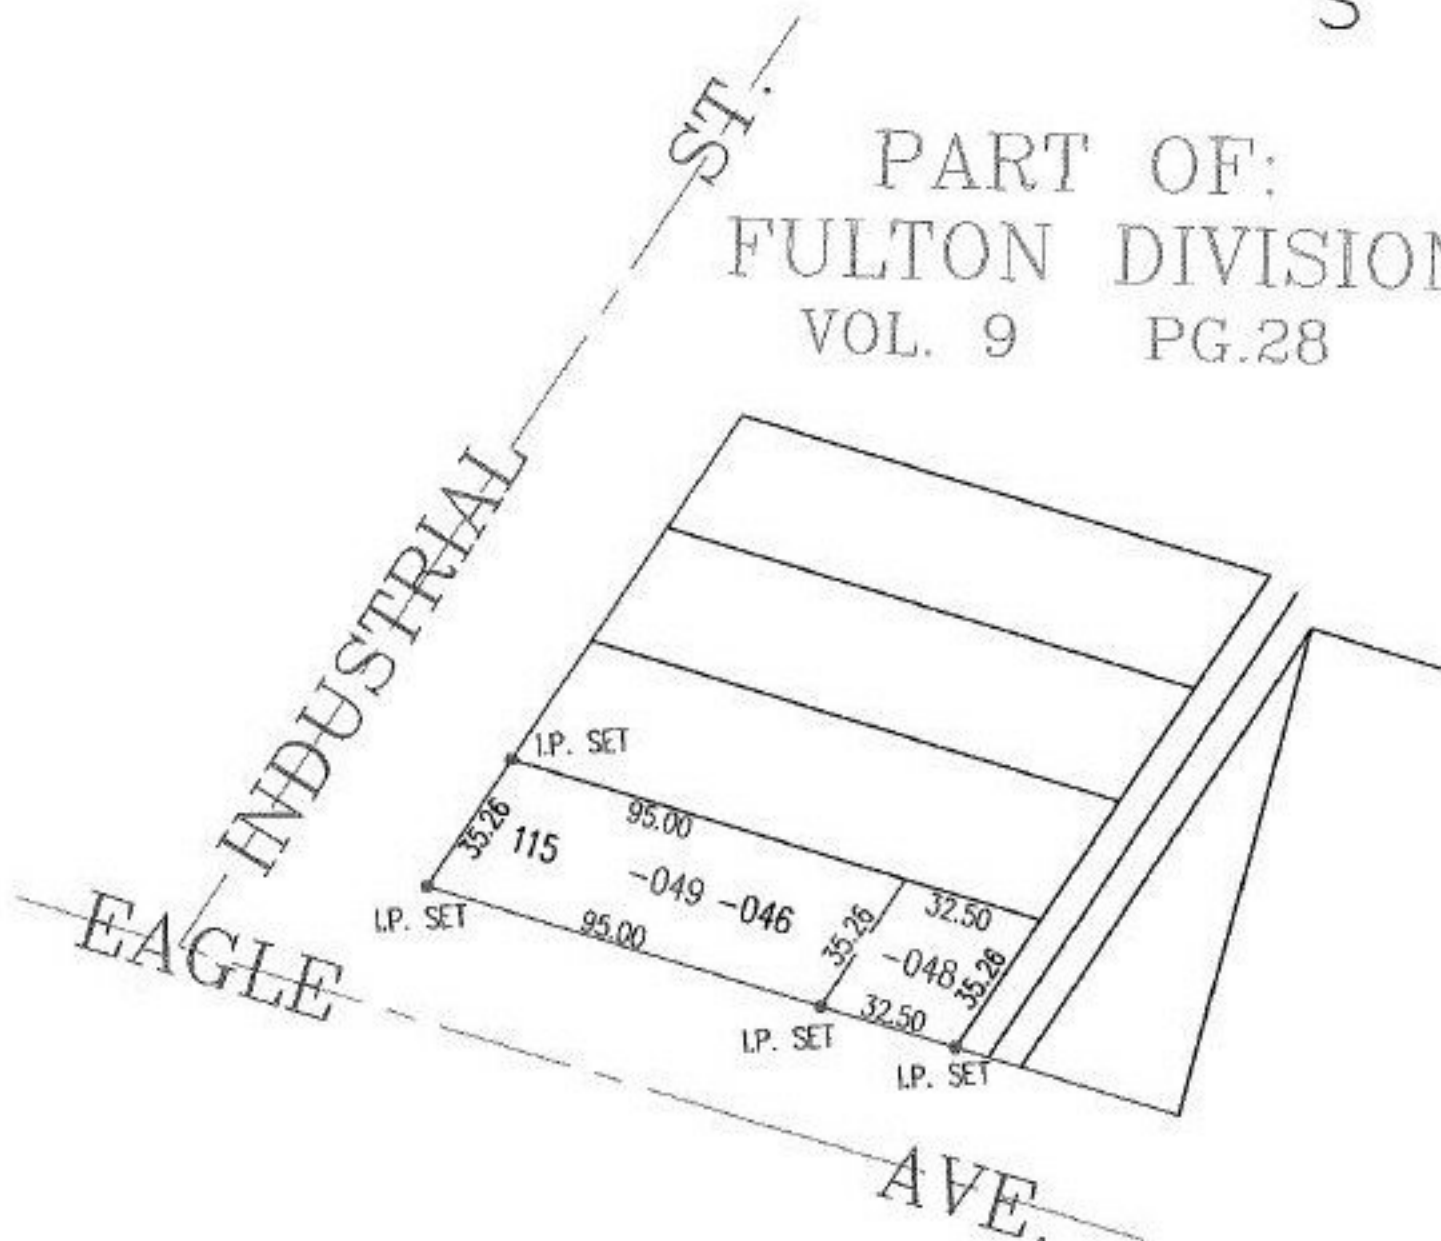 S
ST.
PART OF:
FULTON DIVISION
VOL. 9 PG.28
INDUSTRIAL
I.P. SET
95.00
35.26
115
-049 -046
32.50
I.P. SET
95.00
35.26
-048
35.26
EAGLE
32.50
I.P. SET
I.P. SET
AVE.